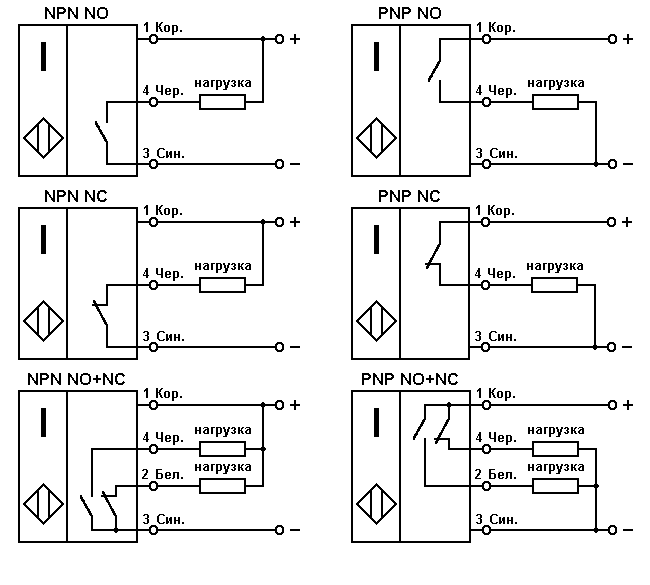 NPN NO
1 Кор.
+
4 Чер. нагрузка
3 Син.
−
PNP NO
1 Кор.
+
4 Чер. нагрузка
3 Син.
−
NPN NC
1 Кор.
+
4 Чер. нагрузка
3 Син.
−
PNP NC
1 Кор.
+
4 Чер. нагрузка
3 Син.
−
NPN NO+NC
1 Кор.
+
4 Чер. нагрузка
2 Бел. нагрузка
3 Син.
−
PNP NO+NC
1 Кор.
+
4 Чер. нагрузка
2 Бел. нагрузка
3 Син.
−